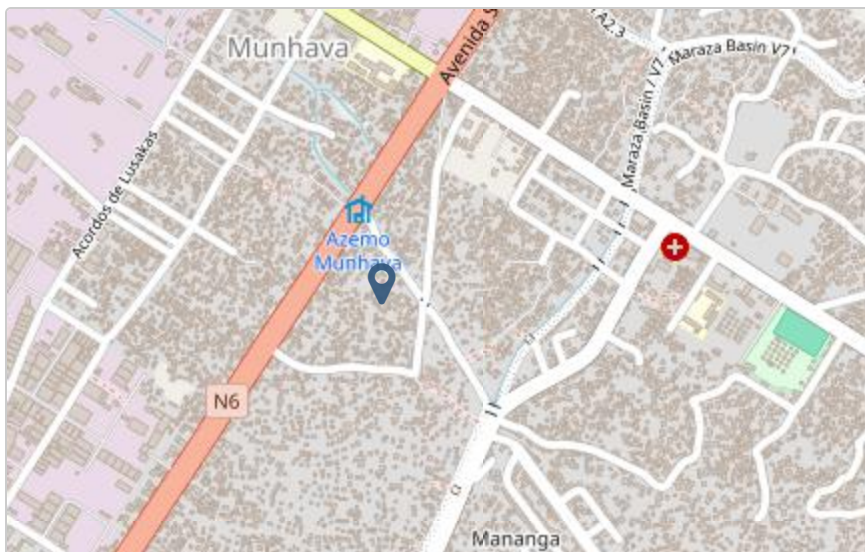 Munhava
Avenida S
A2.3
Maraza Basin V7
Maraza Basin / V7
Acordos de Lusakas
Azemo
Munhava
N6
Mananga